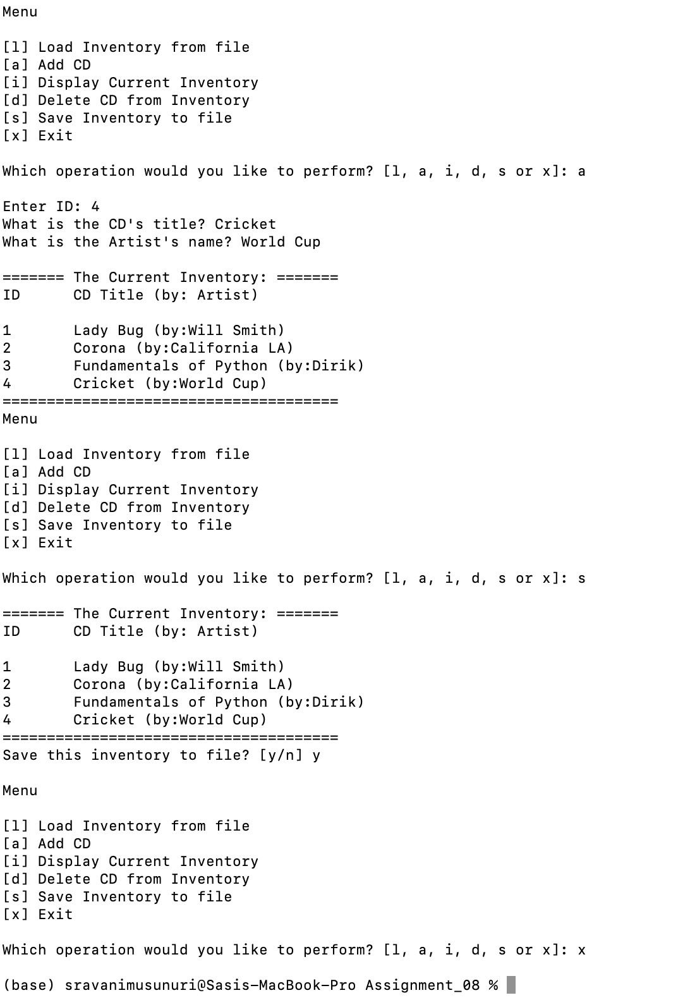 Menu
[l] Load Inventory from file
[a] Add CD
[i] Display Current Inventory
[d] Delete CD from Inventory
[s] Save Inventory to file
[x] Exit
Which operation would you like to perform? [l, a, i, d, s or x]: a
Enter ID: 4
What is the CD's title? Cricket
What is the Artist's name? World Cup
======= The Current Inventory: =======
ID      CD Title (by: Artist)
1       Lady Bug (by:Will Smith)
2       Corona (by:California LA)
3       Fundamentals of Python (by:Dirik)
4       Cricket (by:World Cup)
======================================
Menu
[l] Load Inventory from file
[a] Add CD
[i] Display Current Inventory
[d] Delete CD from Inventory
[s] Save Inventory to file
[x] Exit
Which operation would you like to perform? [l, a, i, d, s or x]: s
======= The Current Inventory: =======
ID      CD Title (by: Artist)
1       Lady Bug (by:Will Smith)
2       Corona (by:California LA)
3       Fundamentals of Python (by:Dirik)
4       Cricket (by:World Cup)
======================================
Save this inventory to file? [y/n] y
Menu
[l] Load Inventory from file
[a] Add CD
[i] Display Current Inventory
[d] Delete CD from Inventory
[s] Save Inventory to file
[x] Exit
Which operation would you like to perform? [l, a, i, d, s or x]: x
(base) sravanimusunuri@Sasis-MacBook-Pro Assignment_08 %